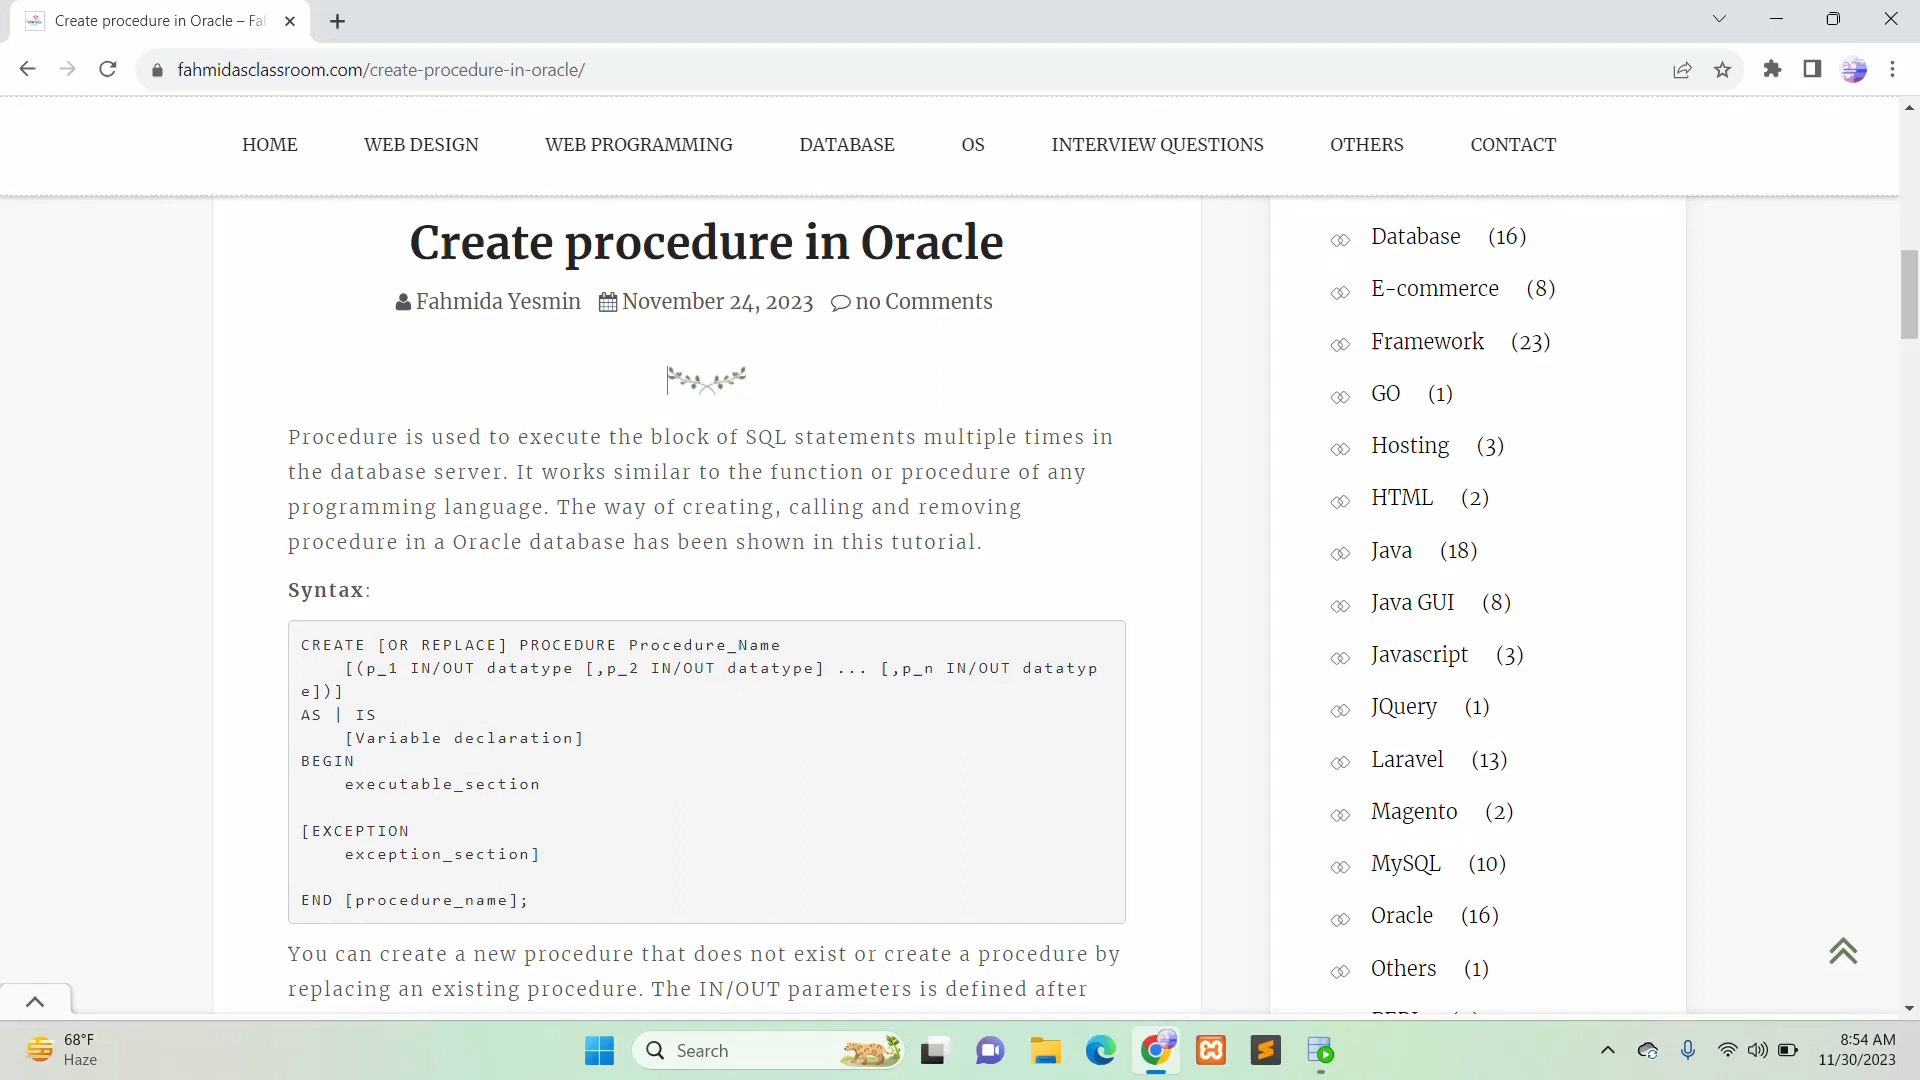 Create procedure in Oracle – Fah
fahmidasclassroom.com/create-procedure-in-oracle/
HOME WEB DESIGN WEB PROGRAMMING DATABASE OS INTERVIEW QUESTIONS OTHERS CONTACT
Create procedure in Oracle
Fahmida Yesmin November 24, 2023 no Comments
Procedure is used to execute the block of SQL statements multiple times in
the database server. It works similar to the function or procedure of any
programming language. The way of creating, calling and removing
procedure in a Oracle database has been shown in this tutorial.
Syntax:
CREATE [OR REPLACE] PROCEDURE Procedure_Name
[(p_1 IN/OUT datatype [,p_2 IN/OUT datatype] ... [,p_n IN/OUT datatyp
e])]
AS | IS
[Variable declaration]
BEGIN
executable_section
[EXCEPTION
exception_section]
END [procedure_name];
You can create a new procedure that does not exist or create a procedure by
replacing an existing procedure. The IN/OUT parameters is defined after
Database (16)
E-commerce (8)
Framework (23)
GO (1)
Hosting (3)
HTML (2)
Java (18)
Java GUI (8)
Javascript (3)
JQuery (1)
Laravel (13)
Magento (2)
MySQL (10)
Oracle (16)
Others (1)
68°F
Haze
Search
8:54 AM
11/30/2023